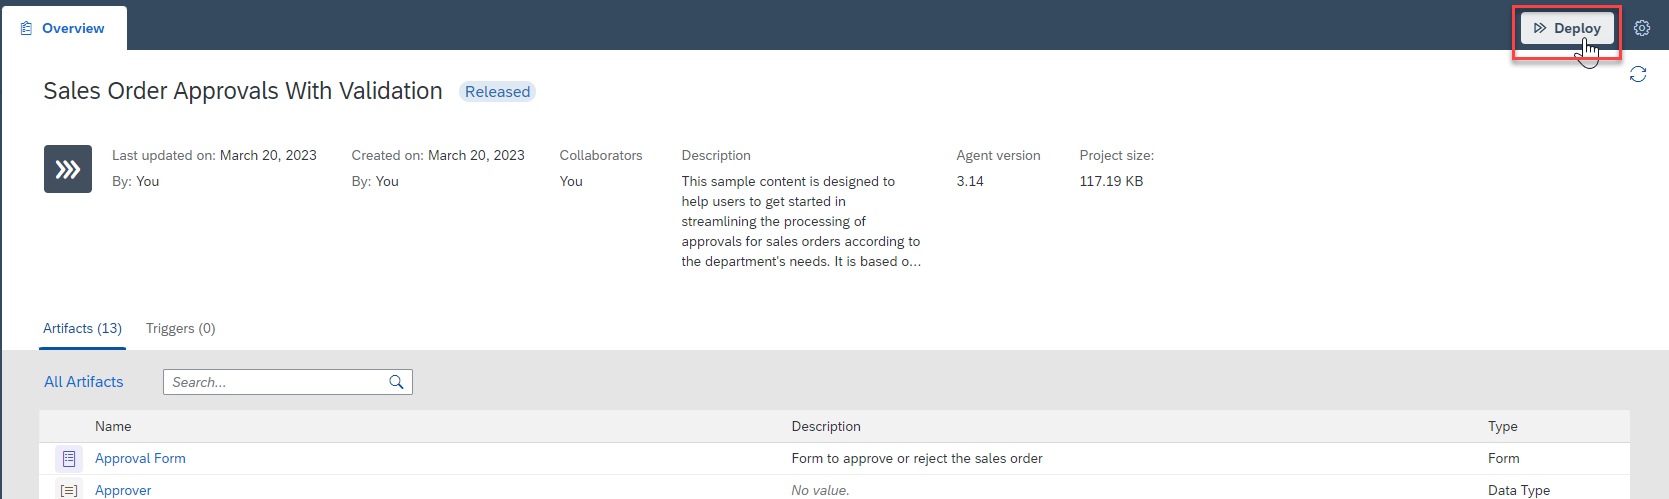 Overview
Deploy
Sales Order Approvals With Validation Released
Last updated on: March 20, 2023
By: You
Created on: March 20, 2023
By: You
Collaborators
You
Description
This sample content is designed to
help users to get started in
streamlining the processing of
approvals for sales orders according to
the department's needs. It is based o...
Agent version
3.14
Project size:
117.19 KB
Artifacts (13) Triggers (0)
All Artifacts Search...
Name Description Type
Approval Form Form to approve or reject the sales order Form
Approver No value. Data Type